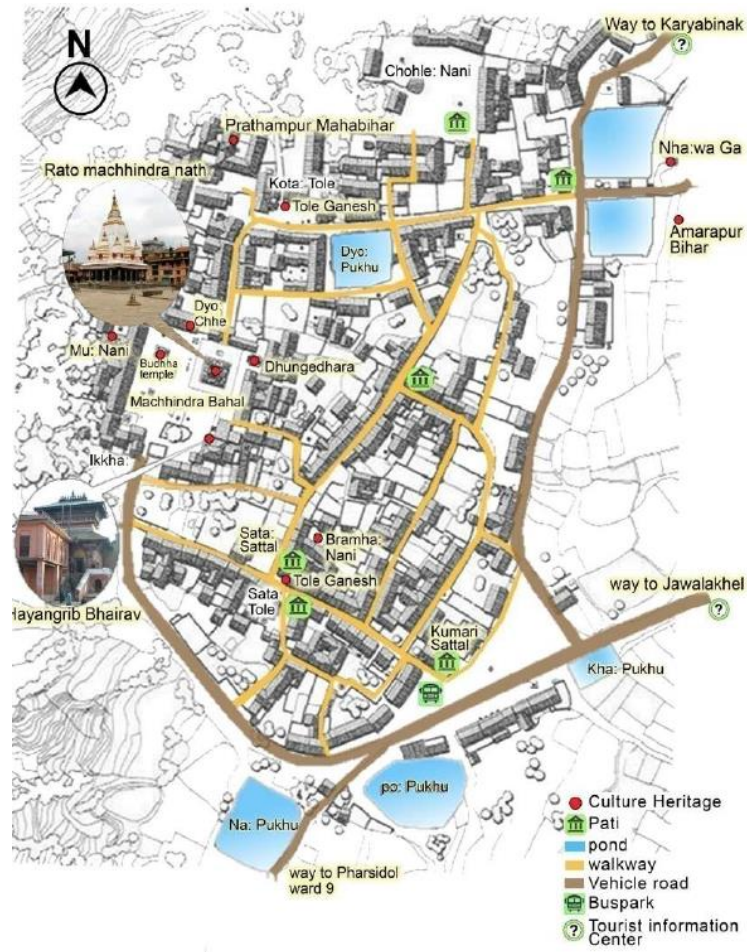 Way to Karyabinak
?
N
Chohle: Nani
Prathampur Mahabihar
Nha:wa Ga
Rato machhindra nath
Kota: Tole
Tole Ganesh
Amarapur
Bihar
Dyo:
Pukhu
Dyo:
Chhe
Mu: Nani
Buchha
temple
Dhungedhara
Machhindra Bahal
Ikkha:
Sata:
Sattal
Bramha:
Nani
way to Jawalakhel
?
Tole Ganesh
Sata
Tole
Hayangrib Bhairav
Kumari
Sattal
Kha: Pukhu
po: Pukhu
Na: Pukhu
way to Pharsidol
ward 9
Culture Heritage
Pati
pond
walkway
Vehicle road
Buspark
? Tourist information
Center